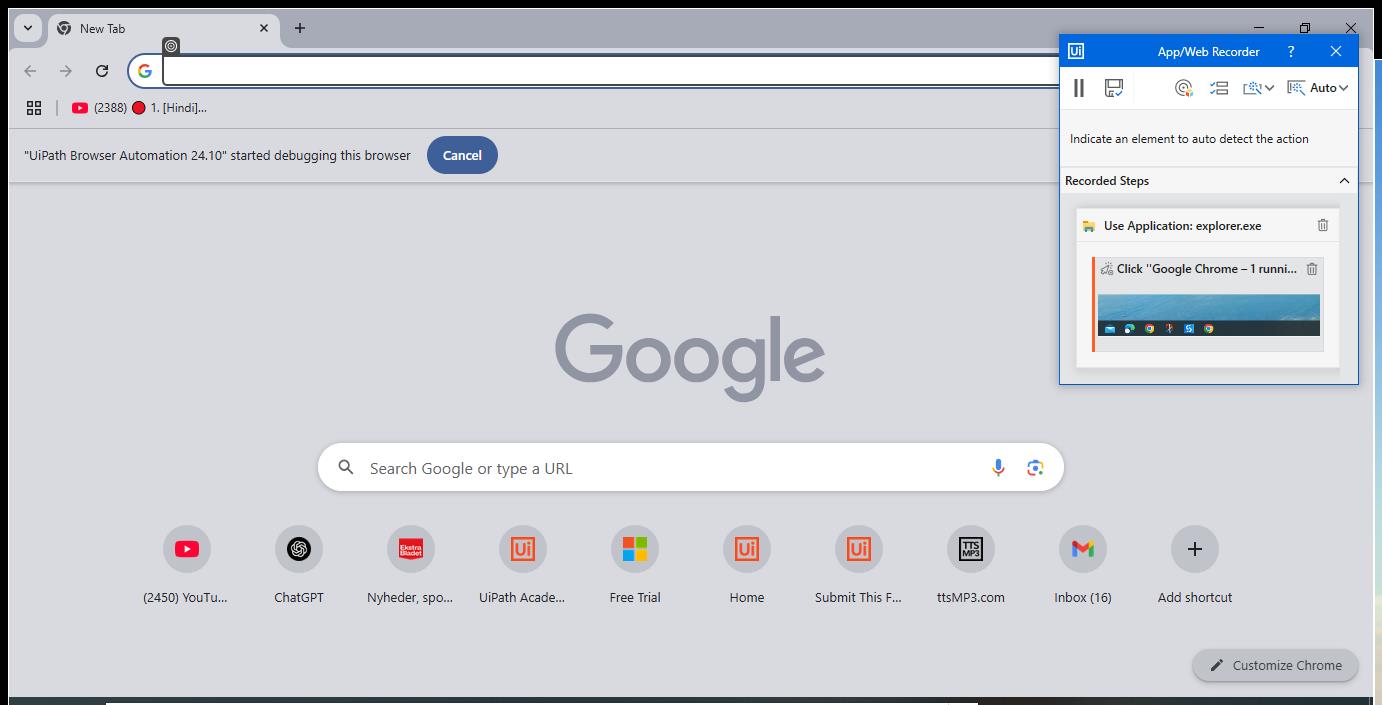 New Tab
(2388) 1. [Hindi]...
"UiPath Browser Automation 24.10" started debugging this browser Cancel
Ui App/Web Recorder ?
Auto
Indicate an element to auto detect the action
Recorded Steps
Use Application: explorer.exe
Click "Google Chrome – 1 runni...
Google
Search Google or type a URL
Ekstra Bladet Ui Ui Ui TTS MP3
(2450) YouTu... ChatGPT Nyheder, spo... UiPath Acade... Free Trial Home Submit This F... ttsMP3.com Inbox (16) Add shortcut
Customize Chrome